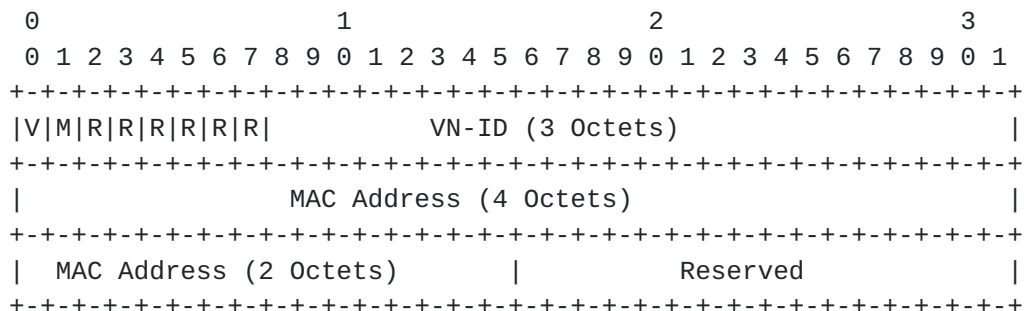 0                   1                   2                   3
 0 1 2 3 4 5 6 7 8 9 0 1 2 3 4 5 6 7 8 9 0 1 2 3 4 5 6 7 8 9 0 1
+-+-+-+-+-+-+-+-+-+-+-+-+-+-+-+-+-+-+-+-+-+-+-+-+-+-+-+-+-+-+-+-+
|V|M|R|R|R|R|R|R|          VN-ID (3 Octets)                     |
+-+-+-+-+-+-+-+-+-+-+-+-+-+-+-+-+-+-+-+-+-+-+-+-+-+-+-+-+-+-+-+-+
|                 MAC Address (4 Octets)                        |
+-+-+-+-+-+-+-+-+-+-+-+-+-+-+-+-+-+-+-+-+-+-+-+-+-+-+-+-+-+-+-+-+
|  MAC Address (2 Octets)       |          Reserved             |
+-+-+-+-+-+-+-+-+-+-+-+-+-+-+-+-+-+-+-+-+-+-+-+-+-+-+-+-+-+-+-+-+